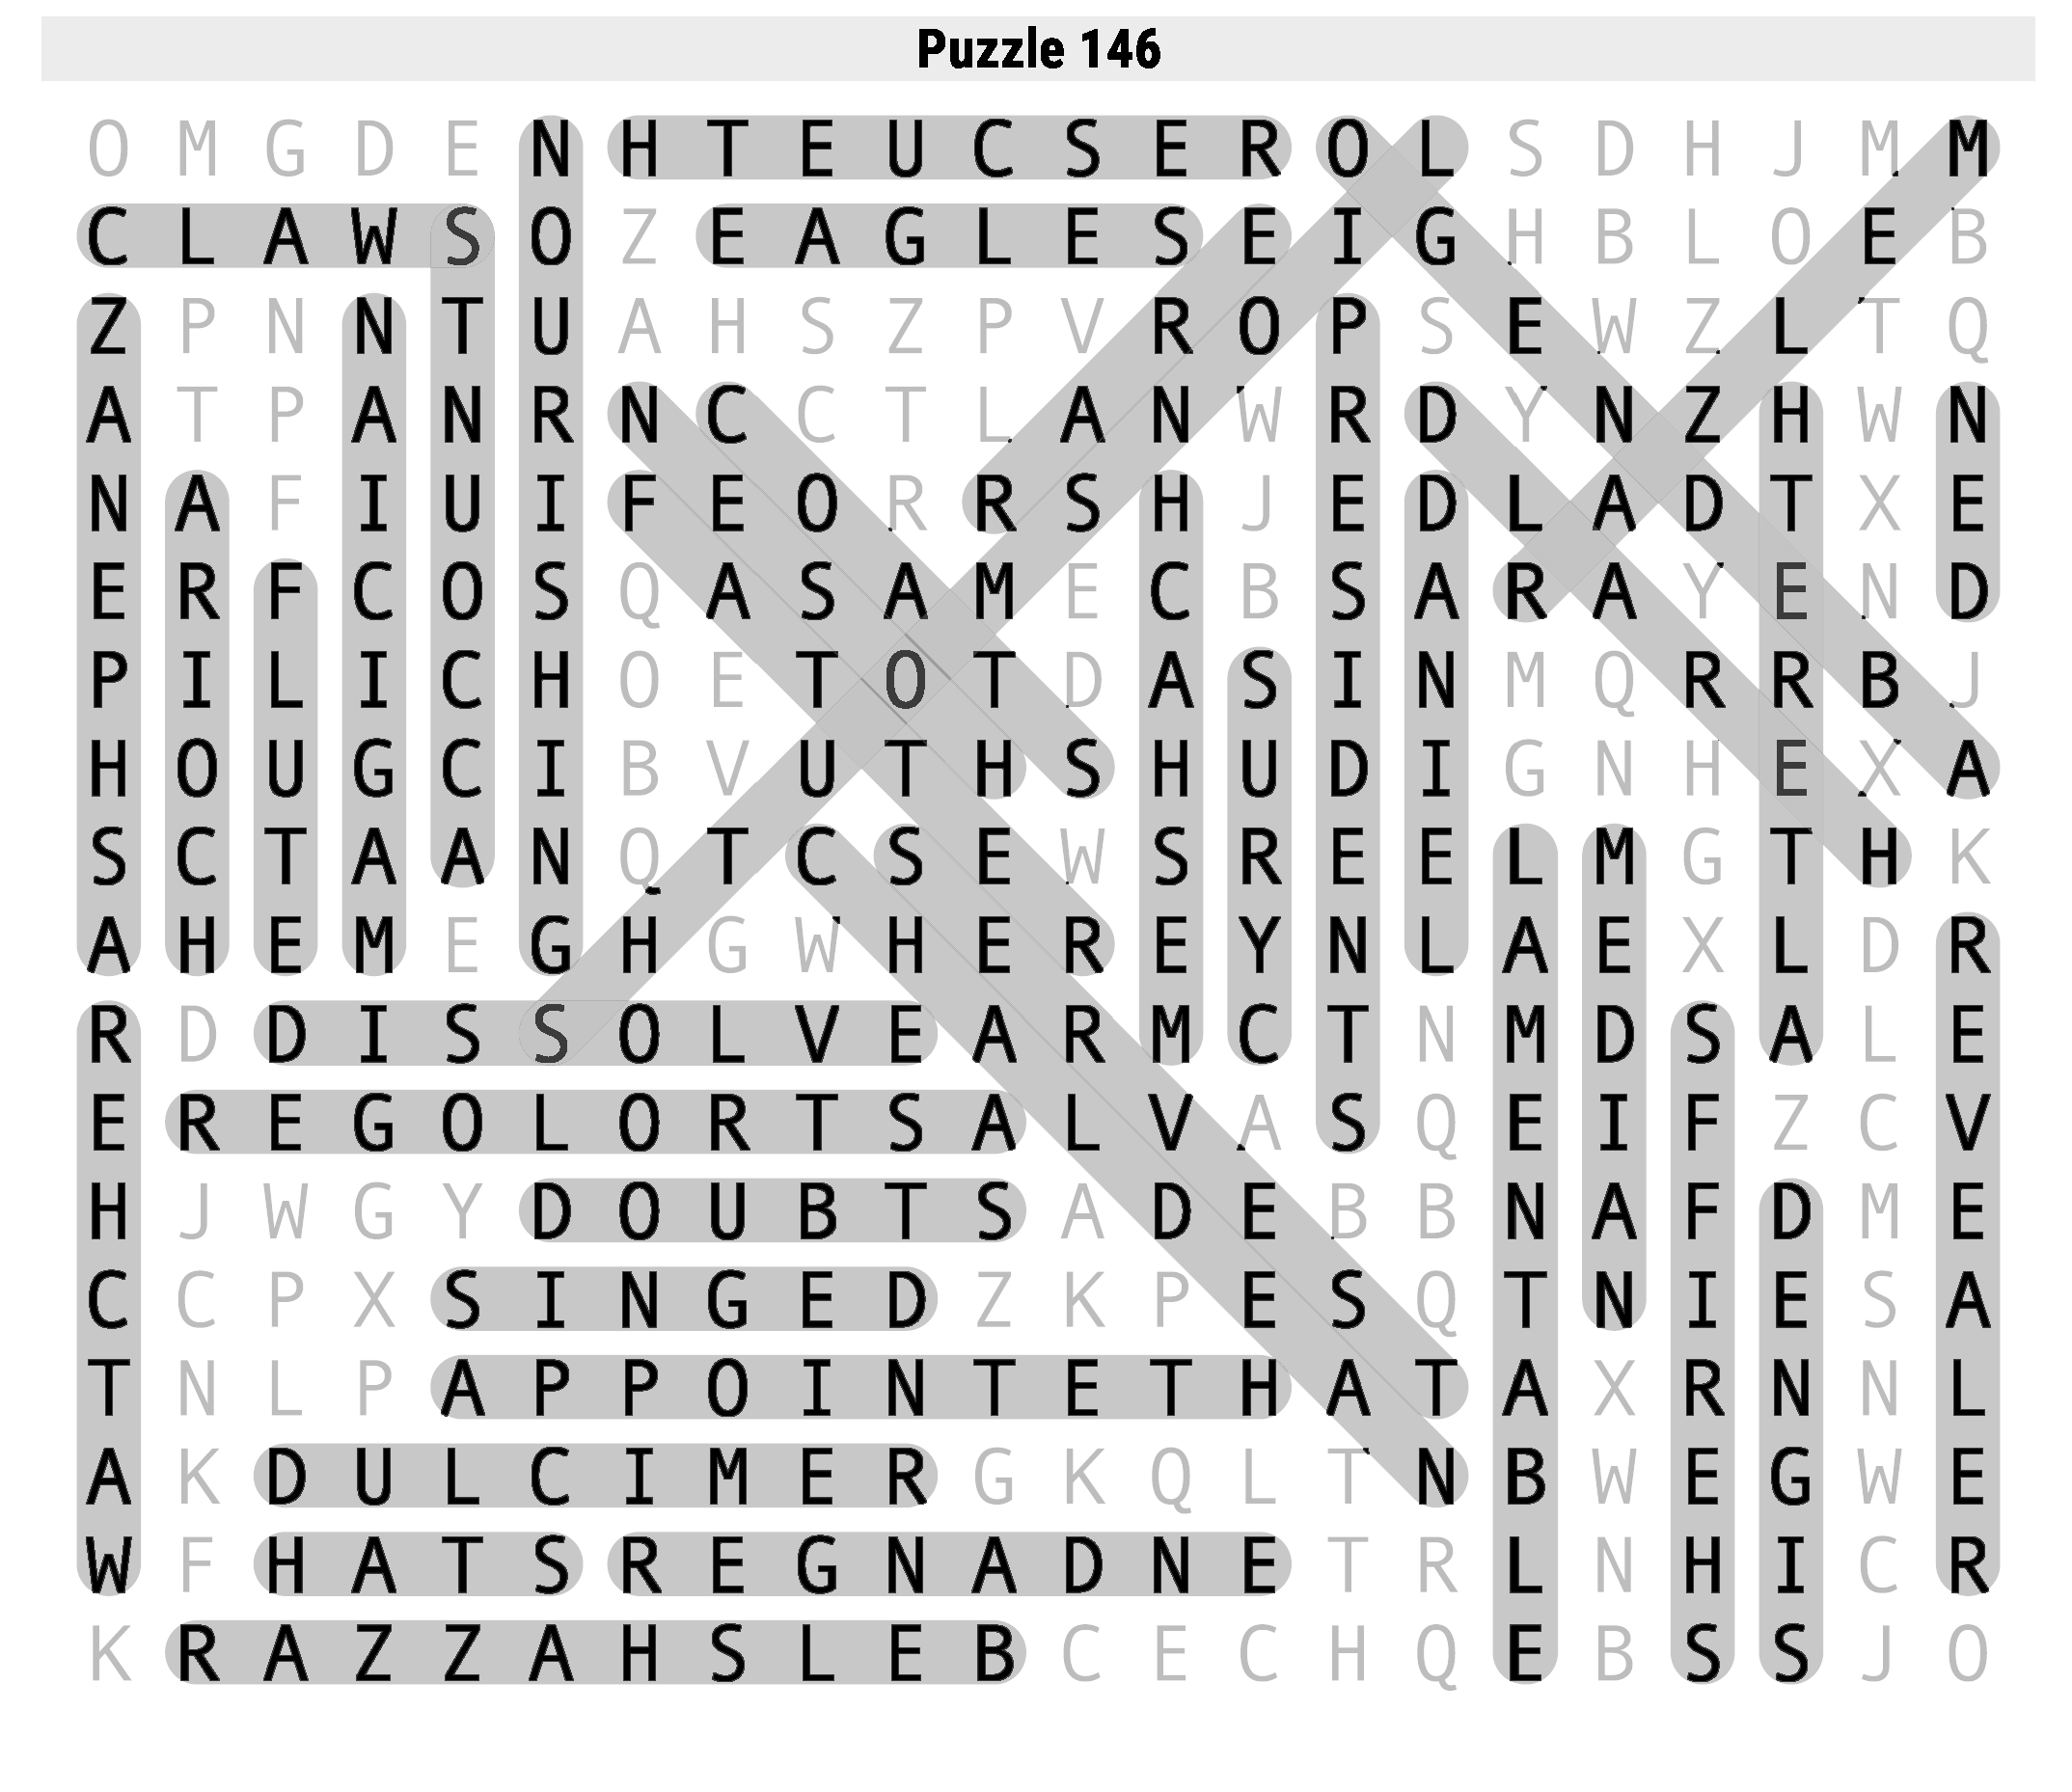 Puzzle 146
O M G D E N H T E U C S E R O L S D H J M M
C L A W S O Z E A G L E S E I G H B L O E B
Z P N N T U A H S Z P V R O P S E W Z L T Q
A T P A N R N C C T L A N W R D Y N Z H W N
N A F I U I F E O R R S H J E D L A D T X E
E R F C O S Q A S A M E C B S A R A Y E N D
P I L I C H O E T O T D A S I N M Q R R B J
H O U G C I B V U T H S H U D I G N H E X A
S C T A A N Q T C S E W S R E E L M G T H K
A H E M E G H G W H E R E Y N L A E X L D R
R D D I S S O L V E A R M C T N M D S A L E
E R E G O L O R T S A L V A S Q E I F Z C V
H J W G Y D O U B T S A D E B B N A F D M E
C C P X S I N G E D Z K P E S Q T N I E S A
T N L P A P P O I N T E T H A T A X R N N L
A K D U L C I M E R G K Q L T N B W E G W E
W F H A T S R E G N A D N E T R L N H I C R
K R A Z Z A H S L E B C E C H Q E B S S J O